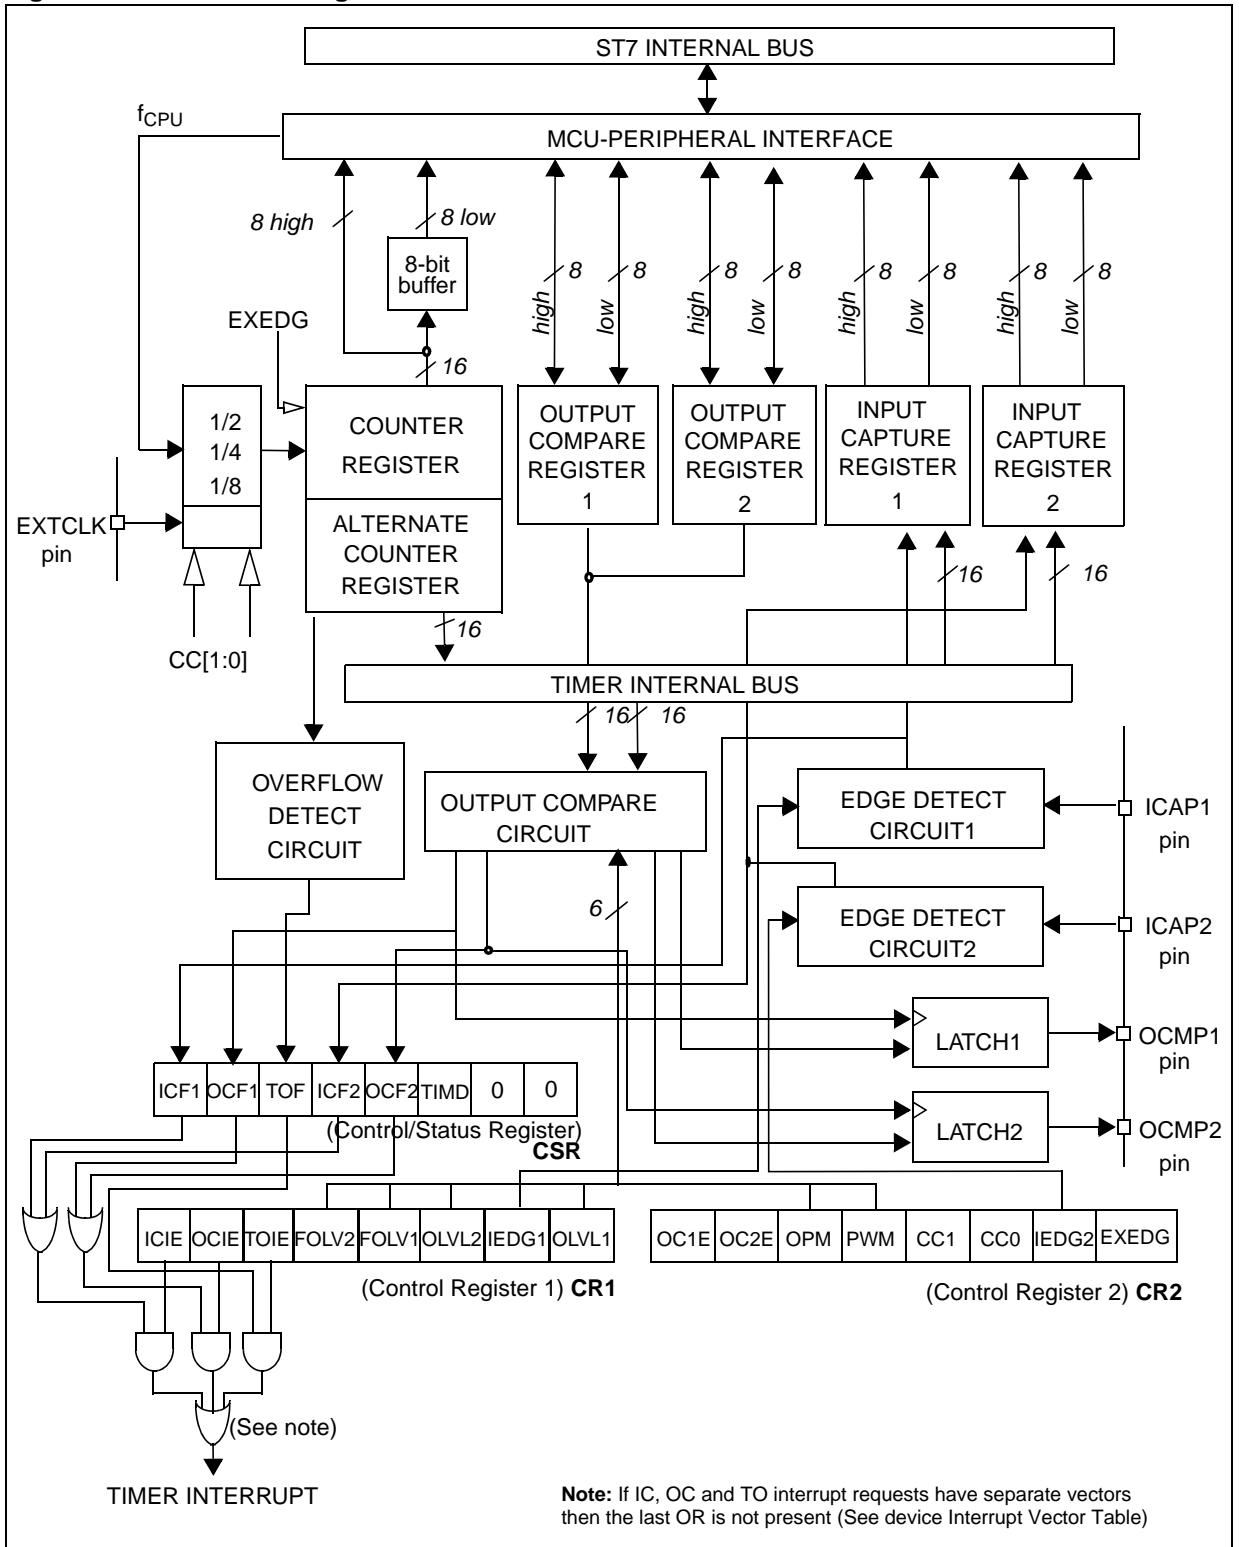 ST7 INTERNAL BUS
fCPU
MCU-PERIPHERAL INTERFACE
8 high
8 low
8-bit
buffer
8
8
8
8
8
8
8
8
high
low
high
low
high
low
high
low
EXEDG
16
1/2
1/4
1/8
COUNTER
REGISTER
OUTPUT
COMPARE
REGISTER
1
OUTPUT
COMPARE
REGISTER
2
INPUT
CAPTURE
REGISTER
1
INPUT
CAPTURE
REGISTER
2
EXTCLK
pin
ALTERNATE
COUNTER
REGISTER
16
16
16
CC[1:0]
TIMER INTERNAL BUS
16
16
OVERFLOW
DETECT
CIRCUIT
OUTPUT COMPARE
CIRCUIT
EDGE DETECT
CIRCUIT1
ICAP1
pin
6
EDGE DETECT
CIRCUIT2
ICAP2
pin
LATCH1
OCMP1
pin
ICF1 OCF1 TOF ICF2 OCF2 TIMD 0 0
(Control/Status Register)
CSR
LATCH2
OCMP2
pin
ICIE OCIE TOIE FOLV2 FOLV1 OLVL2 IEDG1 OLVL1
(Control Register 1) CR1
OC1E OC2E OPM PWM CC1 CC0 IEDG2 EXEDG
(Control Register 2) CR2
(See note)
TIMER INTERRUPT
Note: If IC, OC and TO interrupt requests have separate vectors
then the last OR is not present (See device Interrupt Vector Table)